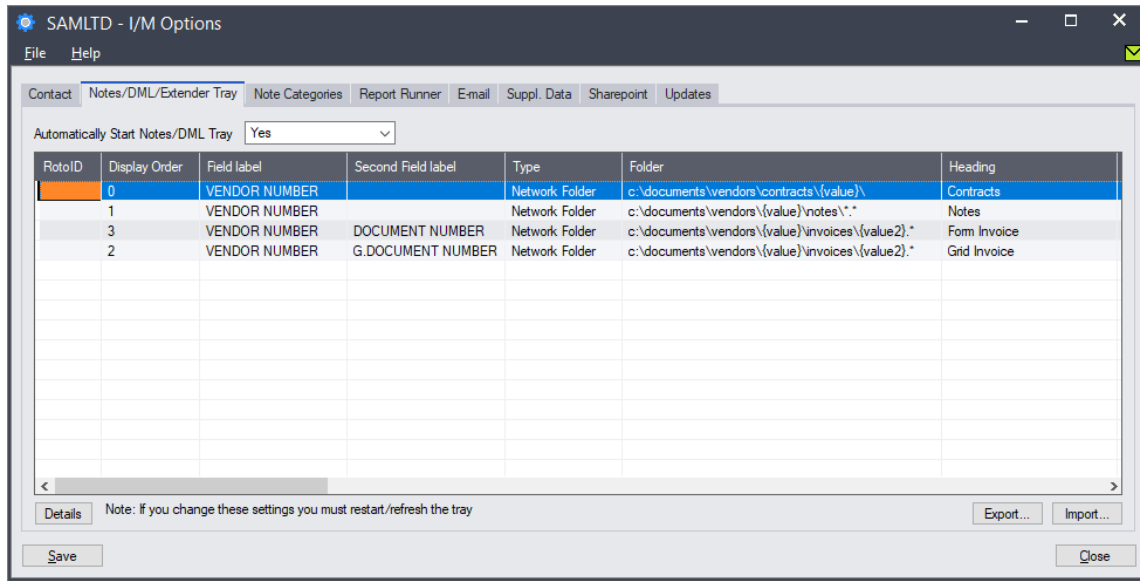 SAMLTD - I/M Options
File Help
Contact Notes/DML/Extender Tray Note Categories Report Runner E-mail Suppl. Data Sharepoint Updates
Automatically Start Notes/DML Tray Yes
RotoID Display Order Field label Second Field label Type Folder Heading
0 VENDOR NUMBER Network Folder c:\documents\vendors\contracts\{value}\ Contracts
1 VENDOR NUMBER Network Folder c:\documents\vendors\{value}\notes\*.* Notes
3 VENDOR NUMBER DOCUMENT NUMBER Network Folder c:\documents\vendors\{value}\invoices\{value2}.* Form Invoice
2 VENDOR NUMBER G.DOCUMENT NUMBER Network Folder c:\documents\vendors\{value}\invoices\{value2}.* Grid Invoice
Details Note: If you change these settings you must restart/refresh the tray Export... Import...
Save Close